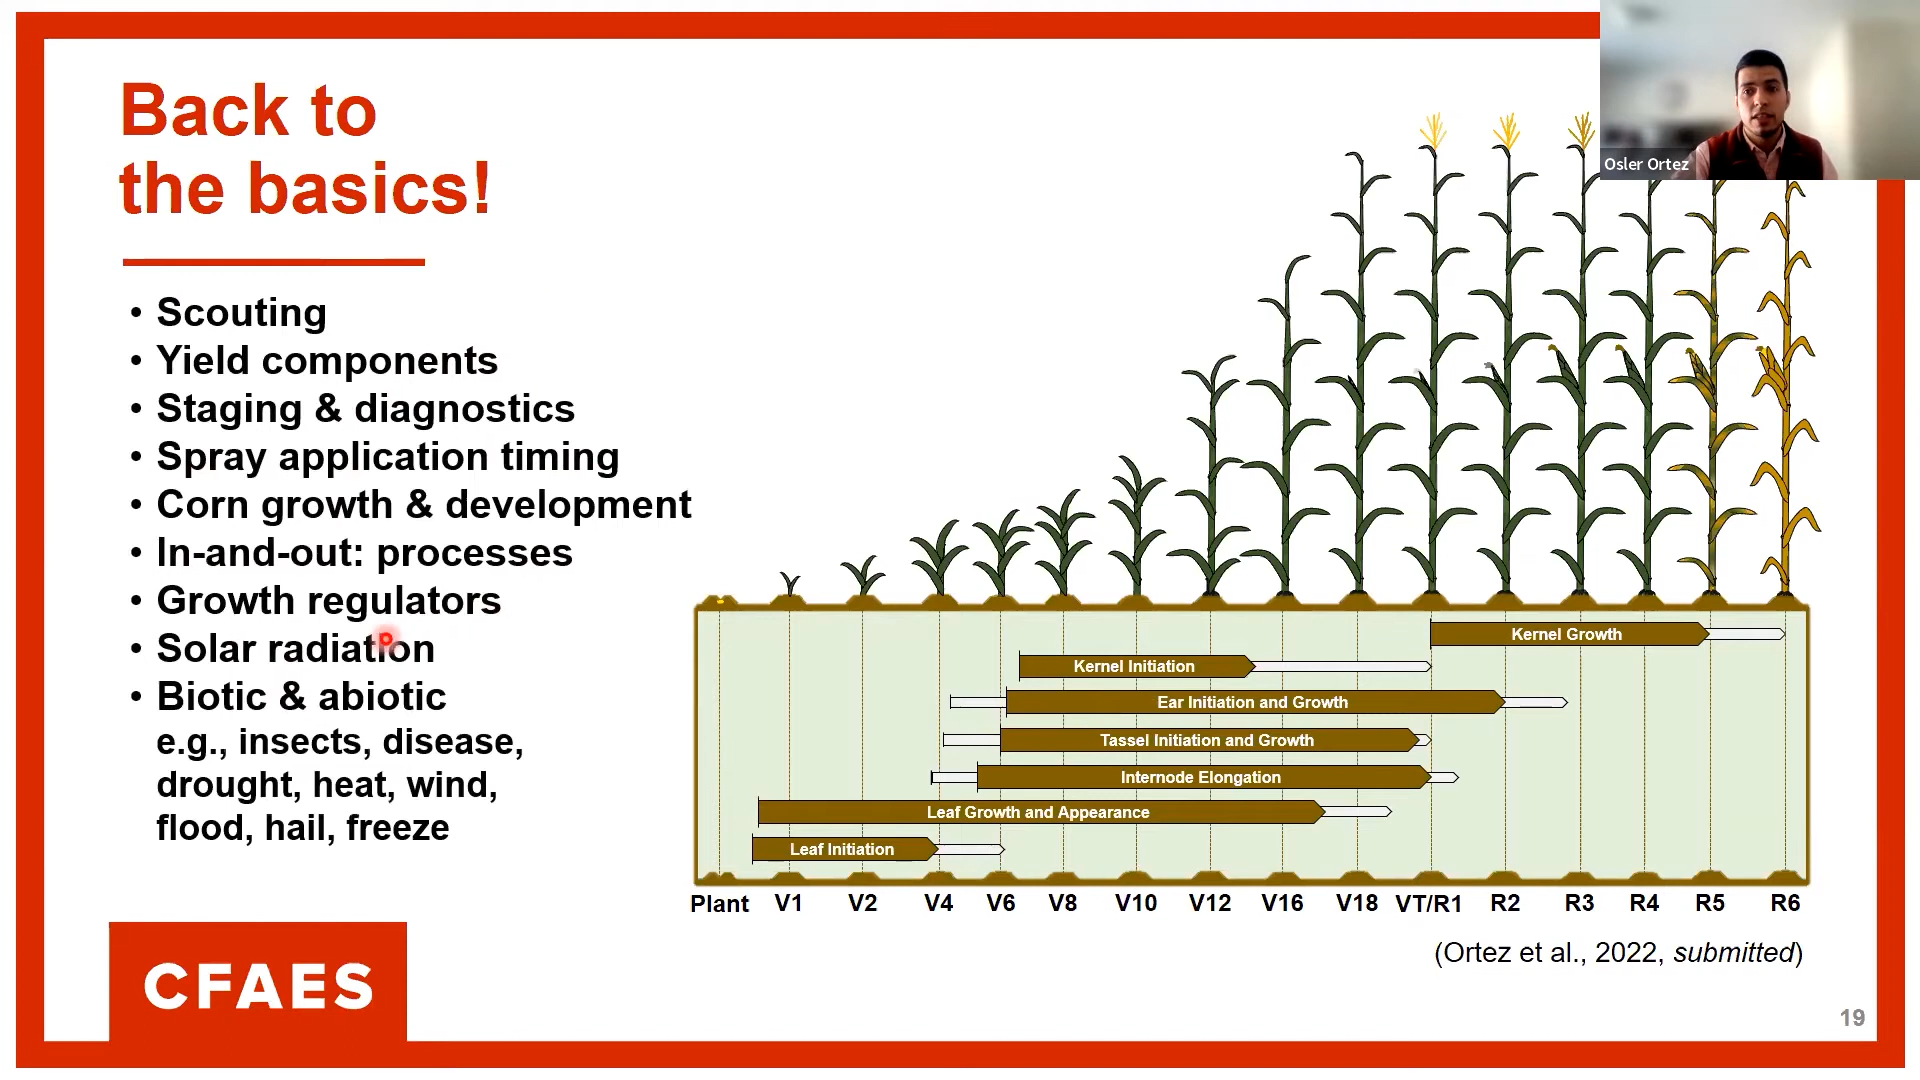 Back to
the basics!
• Scouting
• Yield components
• Staging & diagnostics
• Spray application timing
• Corn growth & development
• In-and-out: processes
• Growth regulators
• Solar radiation
• Biotic & abiotic
e.g., insects, disease,
drought, heat, wind,
flood, hail, freeze
CFAES
Osler Ortez
Kernel Growth
Kernel Initiation
Ear Initiation and Growth
Tassel Initiation and Growth
Internode Elongation
Leaf Growth and Appearance
Leaf Initiation
Plant V1 V2 V4 V6 V8 V10 V12 V16 V18 VT/R1 R2 R3 R4 R5 R6
(Ortez et al., 2022, submitted)
19